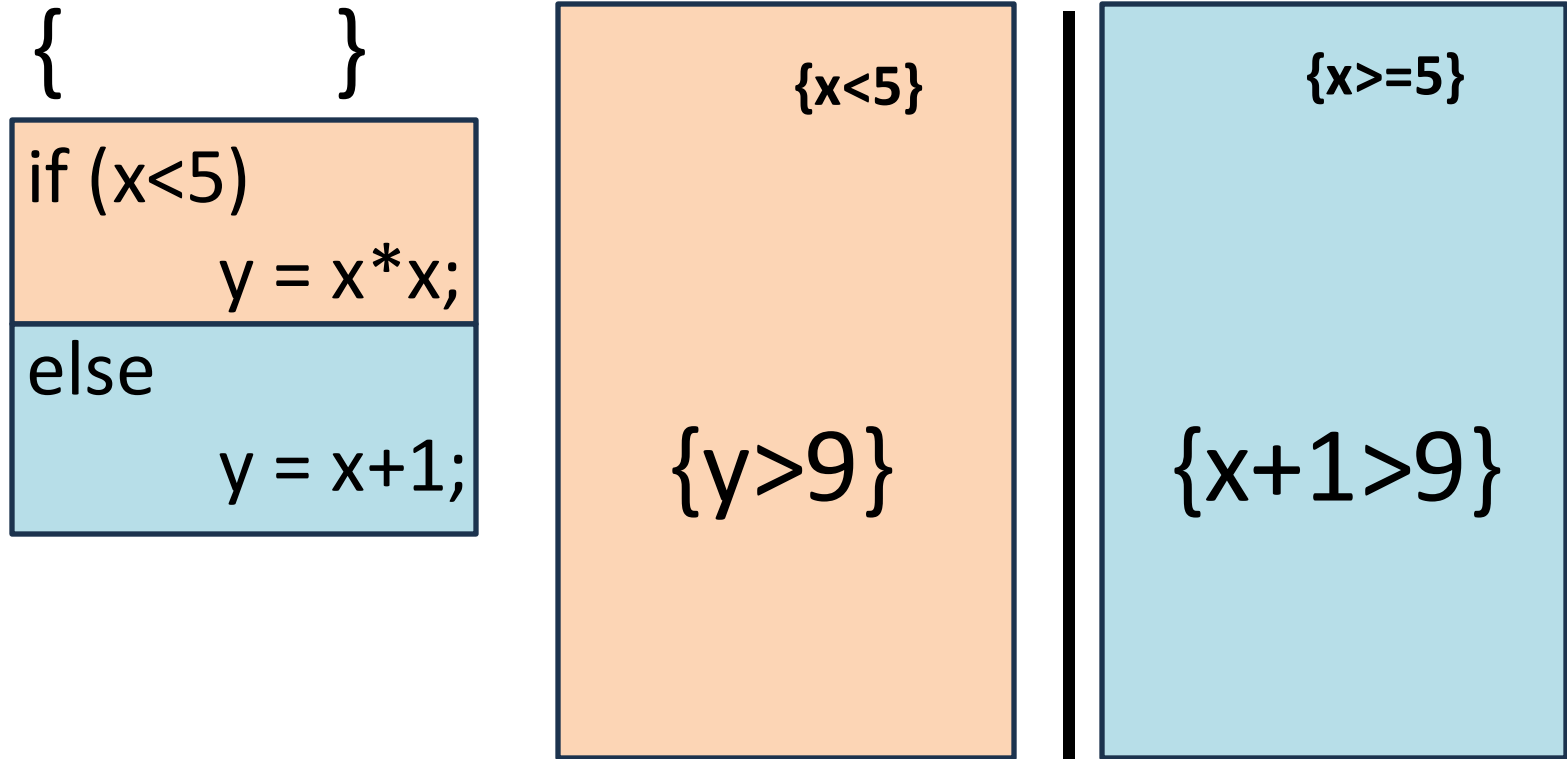 { }
if (x<5)
y = x*x;
else
y = x+1;
{x<5}
{y>9}
{x>=5}
{x+1>9}